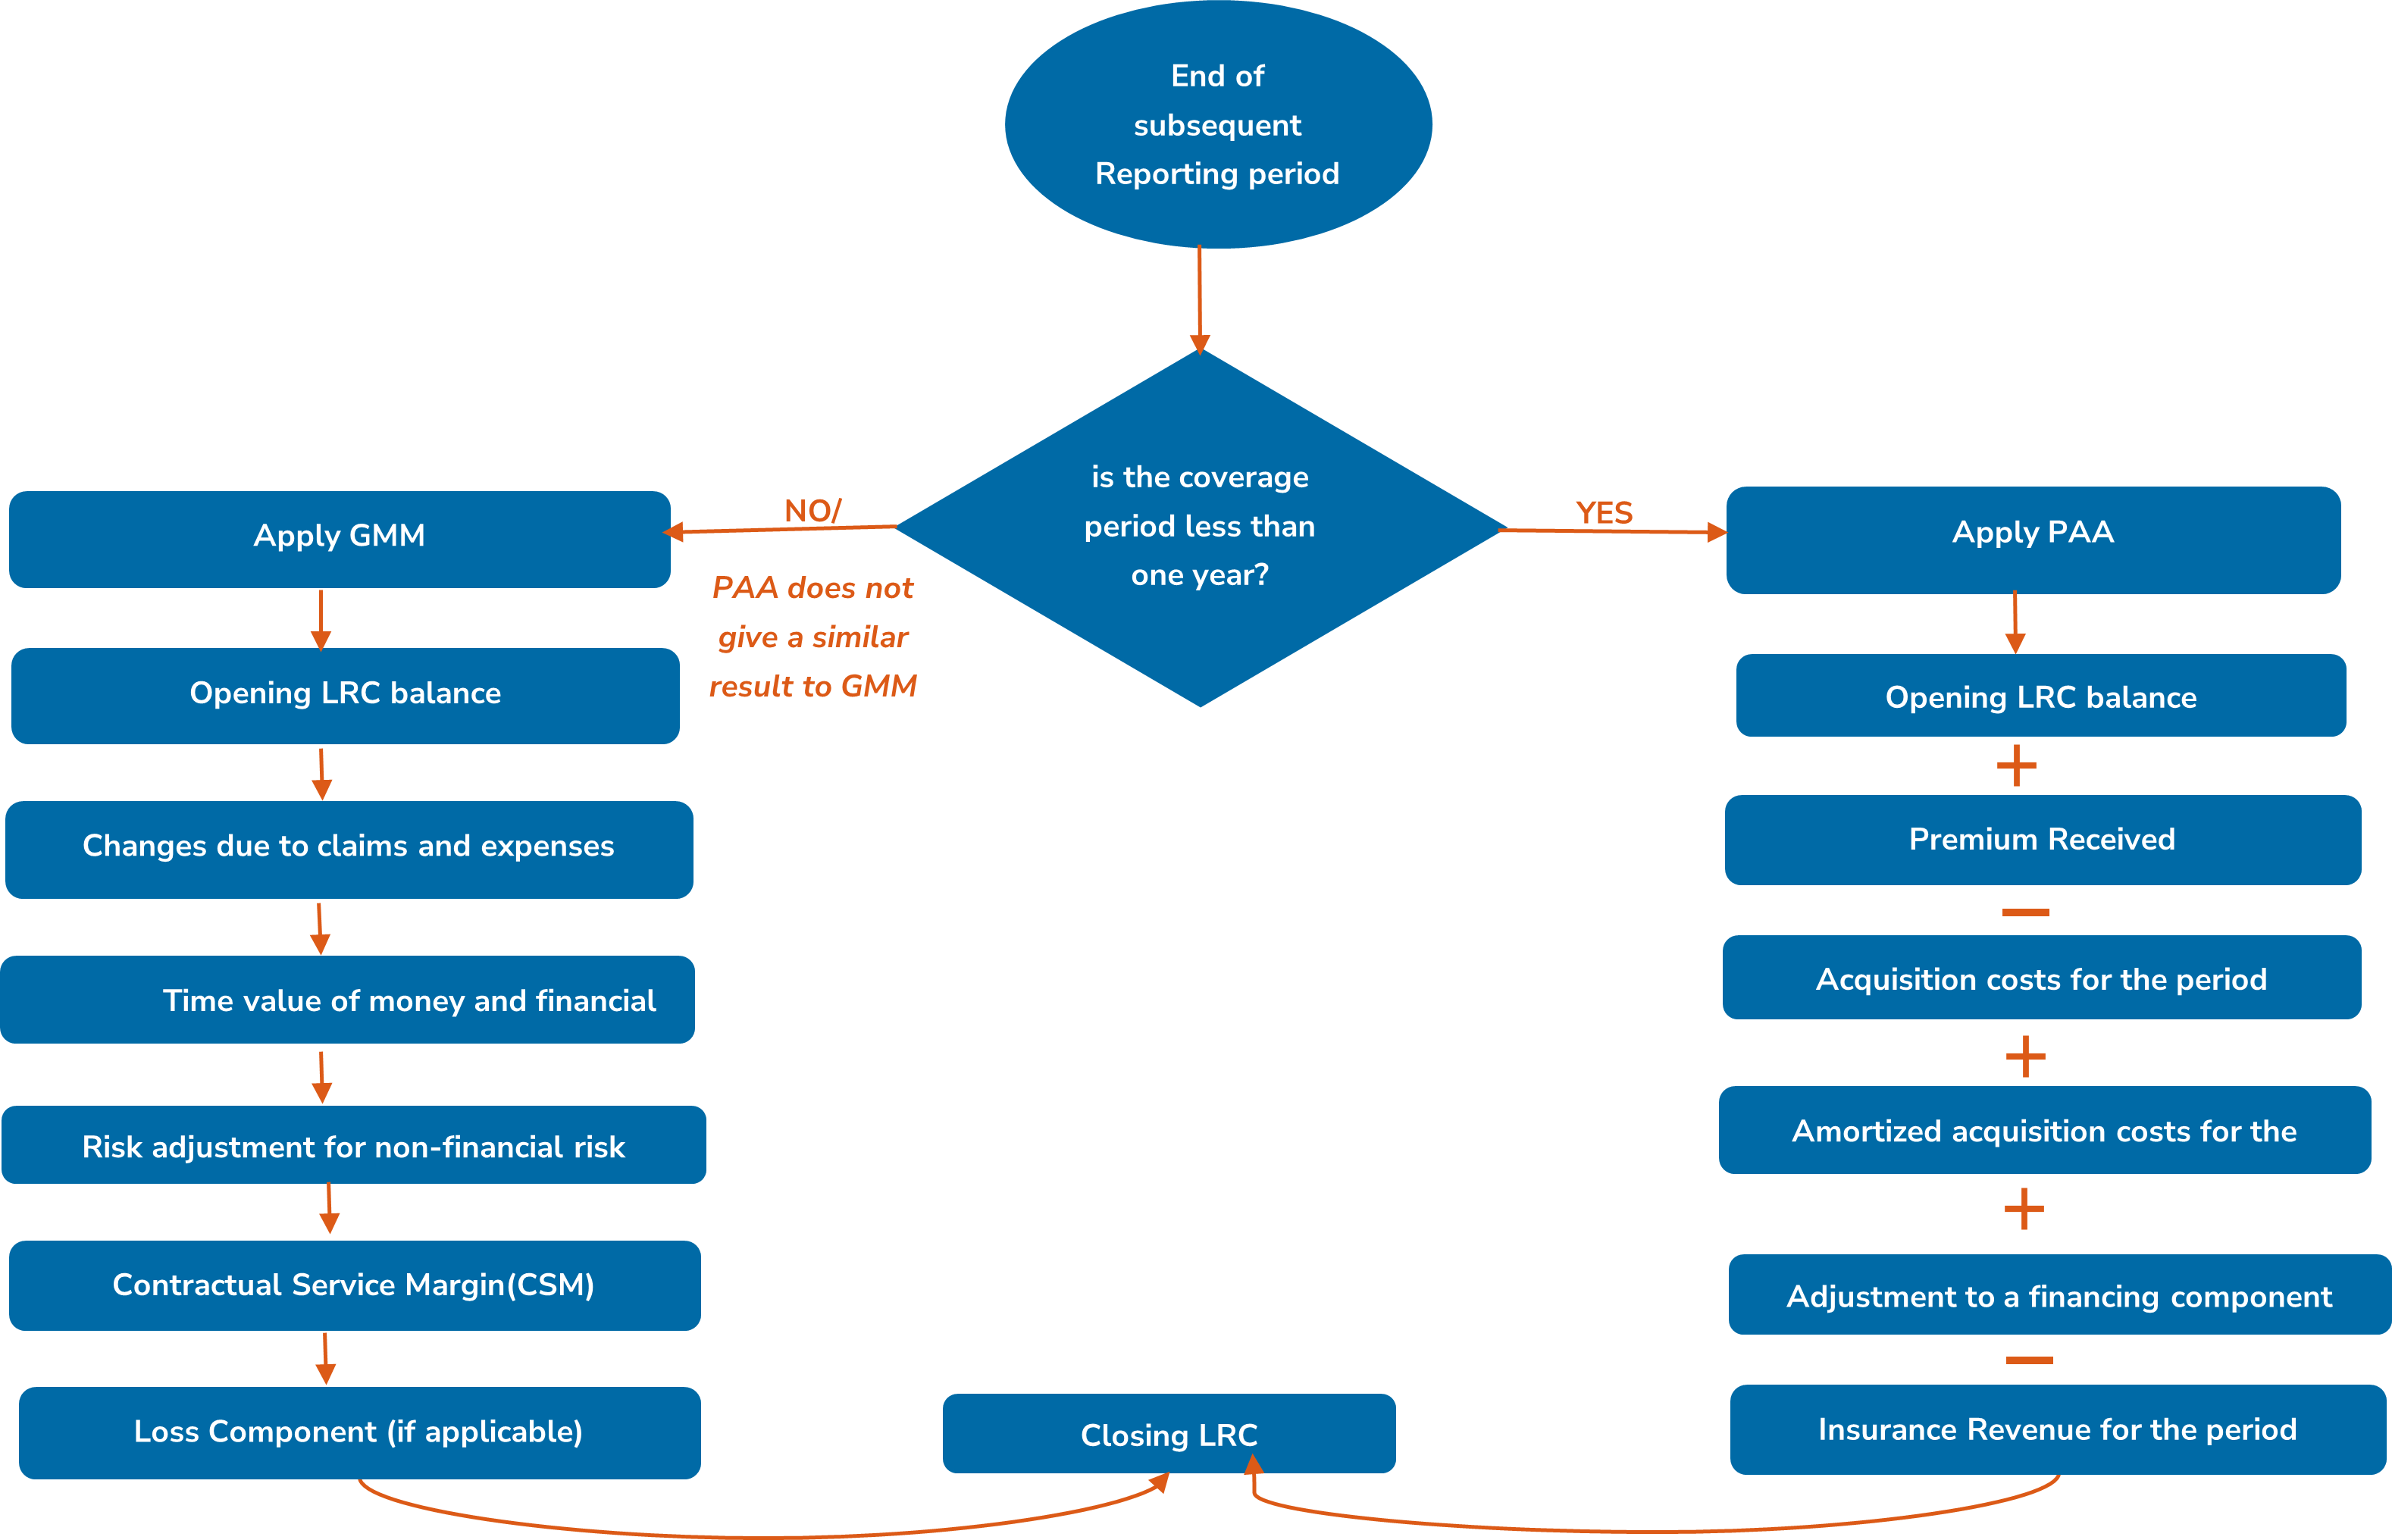 End of
subsequent
Reporting period
is the coverage
period less than
one year?
NO/
PAA does not
give a similar
result to GMM
YES
Apply GMM
Opening LRC balance
Changes due to claims and expenses
Time value of money and financial
Risk adjustment for non-financial risk
Contractual Service Margin(CSM)
Loss Component (if applicable)
Apply PAA
Opening LRC balance
+
Premium Received
—
Acquisition costs for the period
+
Amortized acquisition costs for the
+
Adjustment to a financing component
—
Insurance Revenue for the period
Closing LRC